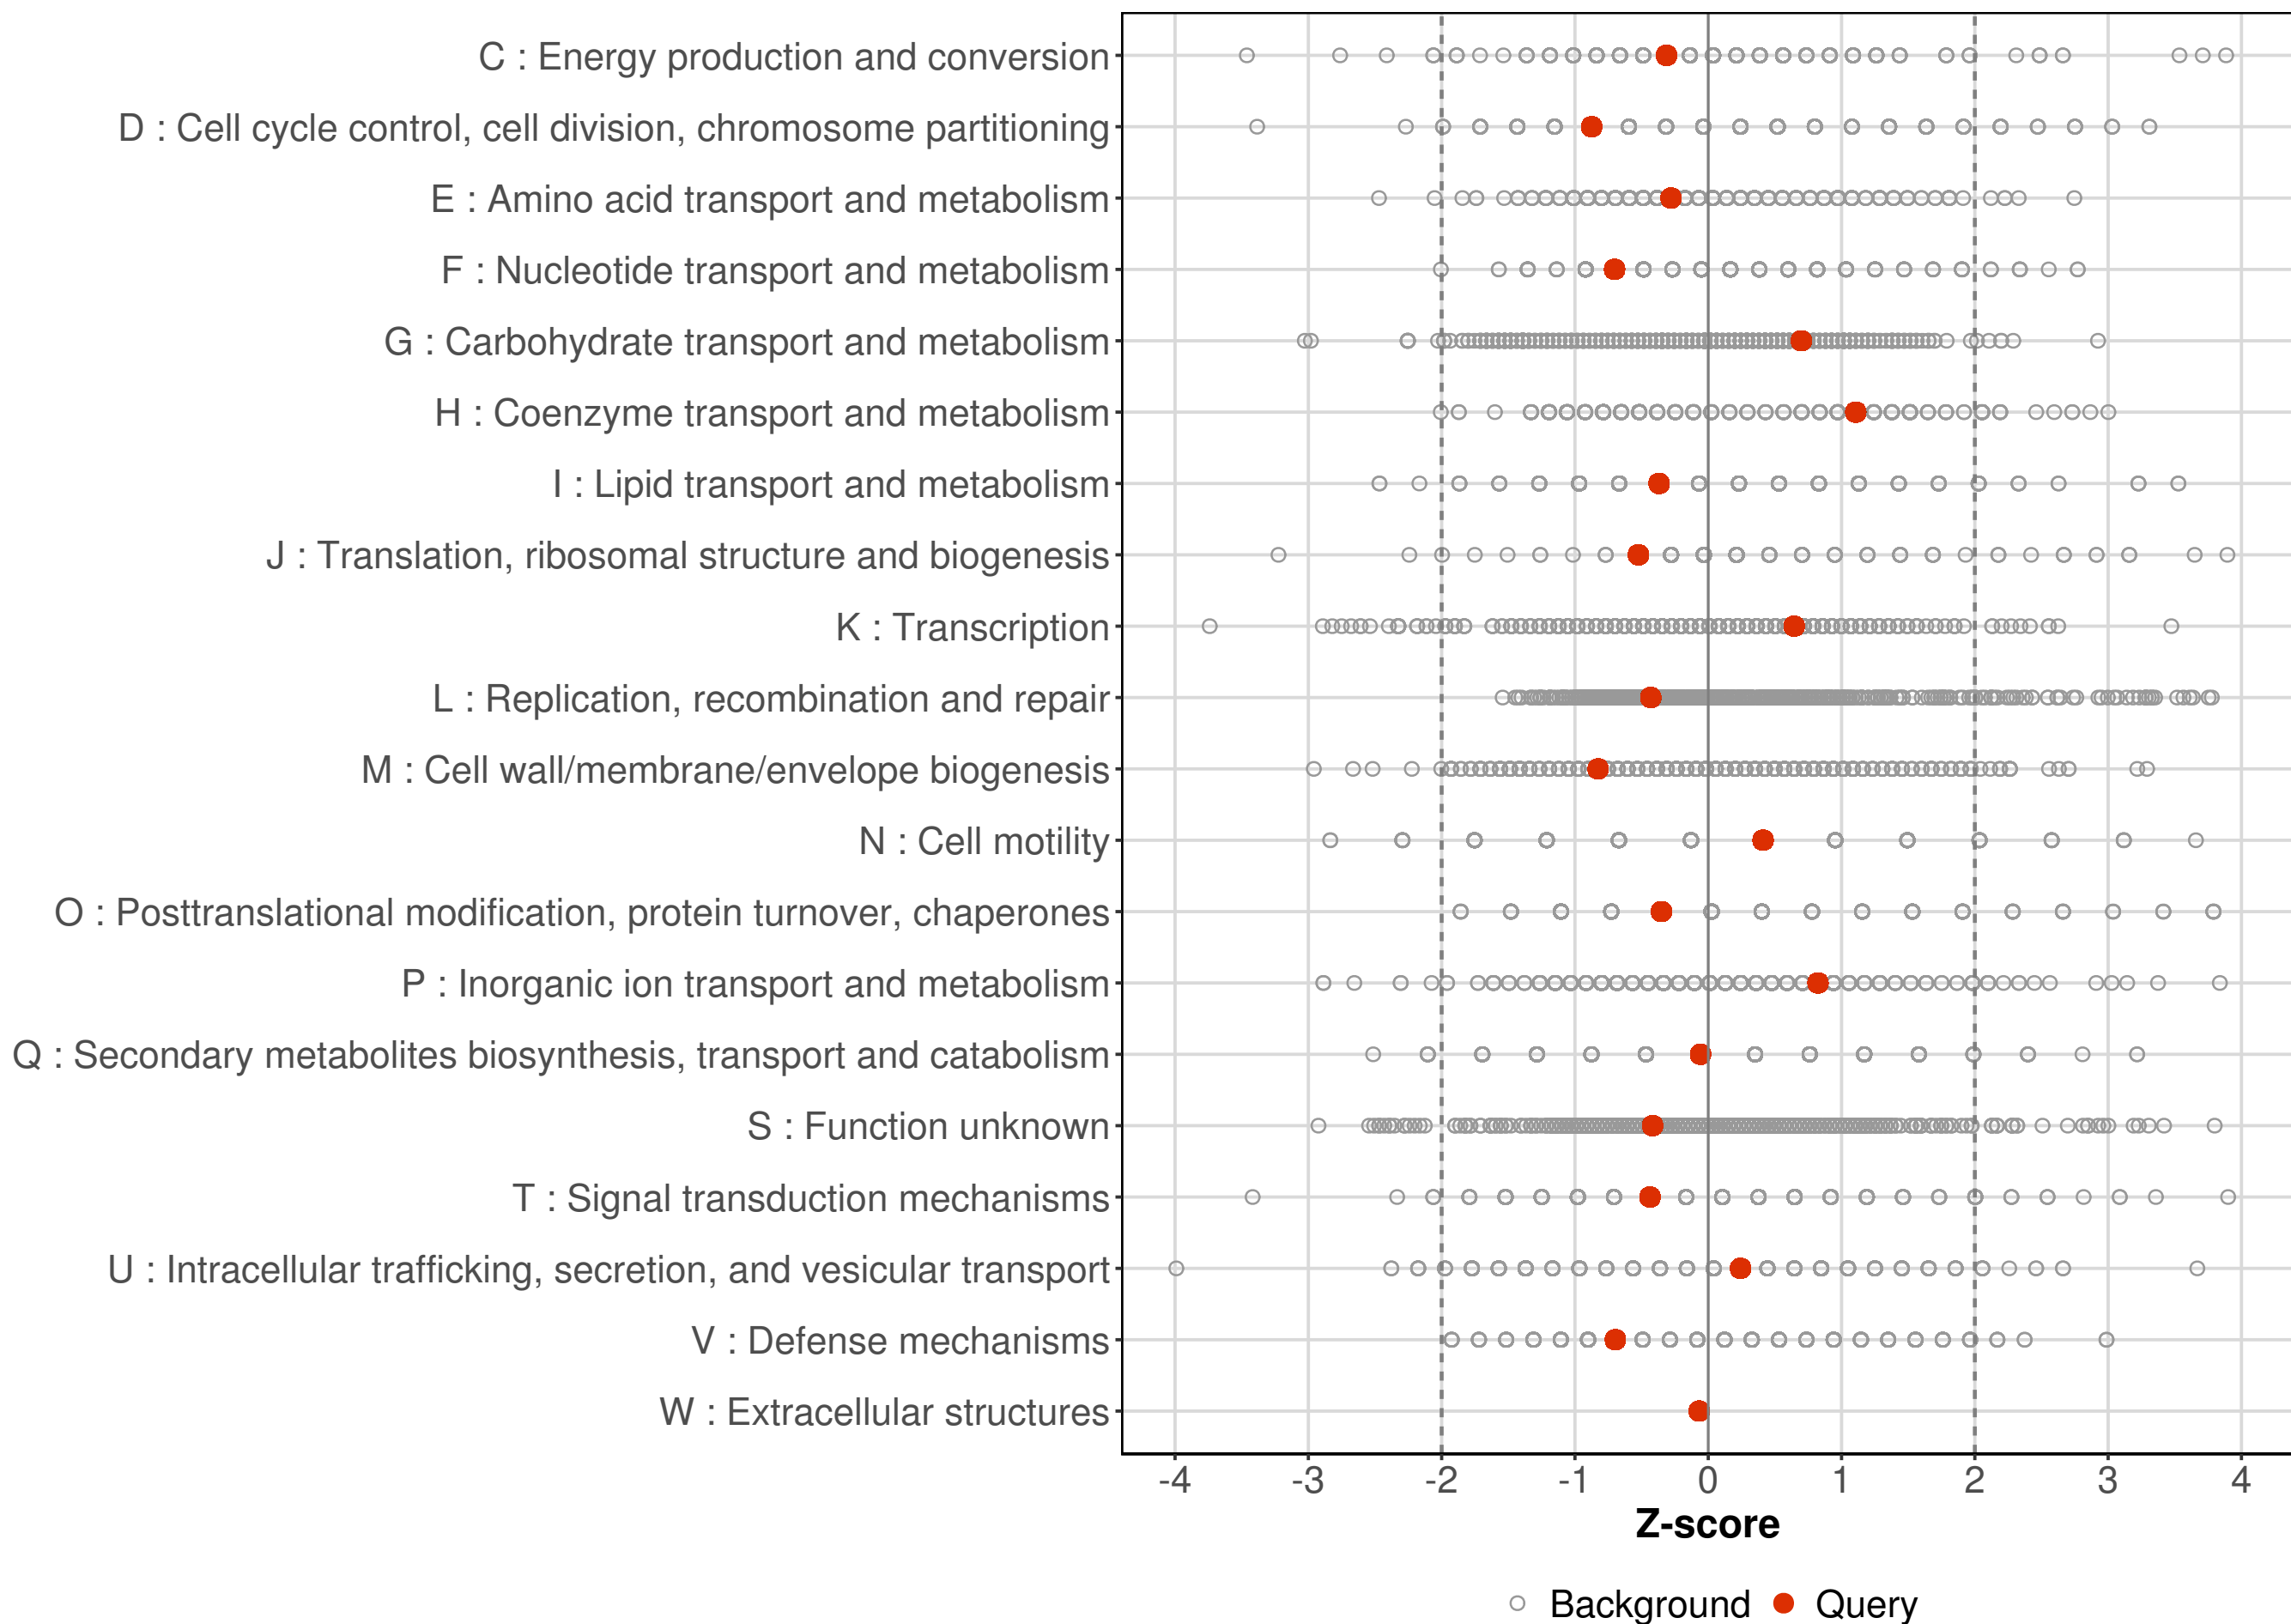 C : Energy production and conversion
D : Cell cycle control, cell division, chromosome partitioning
E : Amino acid transport and metabolism
F : Nucleotide transport and metabolism
G : Carbohydrate transport and metabolism
H : Coenzyme transport and metabolism
I : Lipid transport and metabolism
J : Translation, ribosomal structure and biogenesis
K : Transcription
L : Replication, recombination and repair
M : Cell wall/membrane/envelope biogenesis
N : Cell motility
O : Posttranslational modification, protein turnover, chaperones
P : Inorganic ion transport and metabolism
Q : Secondary metabolites biosynthesis, transport and catabolism
S : Function unknown
T : Signal transduction mechanisms
U : Intracellular trafficking, secretion, and vesicular transport
V : Defense mechanisms
W : Extracellular structures
-4 -3 -2 -1 0 1 2 3 4
Z-score
Background Query